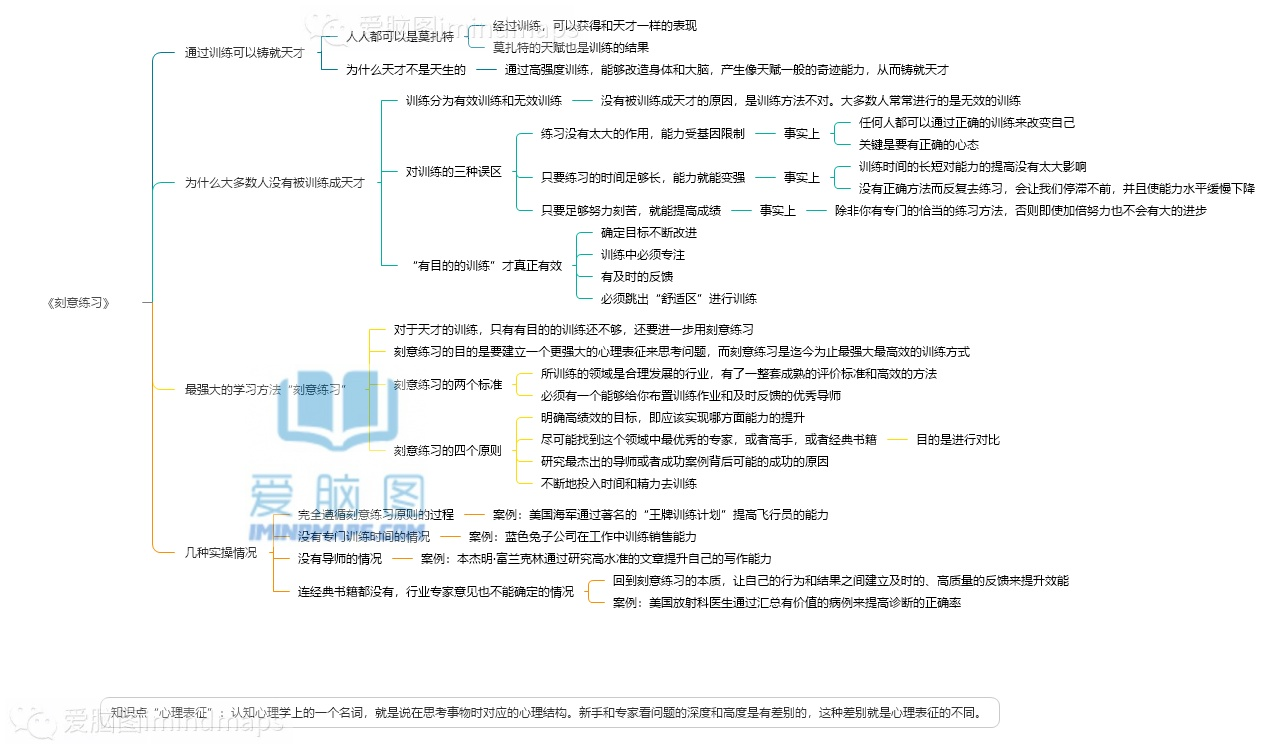 爱脑图imindmaps
《刻意练习》
通过训练可以铸就天才
人人都可以是莫扎特
经过训练，可以获得和天才一样的表现
莫扎特的天赋也是训练的结果
为什么天才不是天生的
通过高强度训练，能够改造身体和大脑，产生像天赋一般的奇迹能力，从而铸就天才
为什么大多数人没有被训练成天才
训练分为有效训练和无效训练
没有被训练成天才的原因，是训练方法不对。大多数人常常进行的是无效的训练
对训练的三种误区
练习没有太大的作用，能力受基因限制
事实上
任何人都可以通过正确的训练来改变自己
关键是要有正确的心态
只要练习的时间足够长，能力就能变强
事实上
训练时间的长短对能力的提高没有太大影响
没有正确方法而反复去练习，会让我们停滞不前，并且使能力水平缓慢下降
只要足够努力刻苦，就能提高成绩
事实上
除非你有专门的恰当的练习方法，否则即使加倍努力也不会有大的进步
“有目的的训练”才真正有效
确定目标不断改进
训练中必须专注
有及时的反馈
必须跳出“舒适区”进行训练
最强大的学习方法“刻意练习”
对于天才的训练，只有有目的的训练还不够，还要进一步用刻意练习
刻意练习的目的是要建立一个更强大的心理表征来思考问题，而刻意练习是迄今为止最强大最高效的训练方式
刻意练习的两个标准
所训练的领域是合理发展的行业，有了一整套成熟的评价标准和高效的方法
必须有一个能够给你布置训练作业和及时反馈的优秀导师
刻意练习的四个原则
明确高绩效的目标，即应该实现哪方面能力的提升
尽可能找到这个领域中最优秀的专家，或者高手，或者经典书籍
目的是进行对比
研究最杰出的导师或者成功案例背后可能的成功的原因
不断地投入时间和精力去训练
爱脑图
IMINDMAPS.COM
几种实操情况
完全遵循刻意练习原则的过程
案例：美国海军通过著名的“王牌训练计划”提高飞行员的能力
没有专门训练时间的情况
案例：蓝色兔子公司在工作中训练销售能力
没有导师的情况
案例：本杰明·富兰克林通过研究高水准的文章提升自己的写作能力
连经典书籍都没有，行业专家意见也不能确定的情况
回到刻意练习的本质，让自己的行为和结果之间建立及时的、高质量的反馈来提升效能
案例：美国放射科医生通过汇总有价值的病例来提高诊断的正确率
知识点“心理表征”：认知心理学上的一个名词，就是说在思考事物时对应的心理结构。新手和专家看问题的深度和高度是有差别的，这种差别就是心理表征的不同。
爱脑图imindmaps